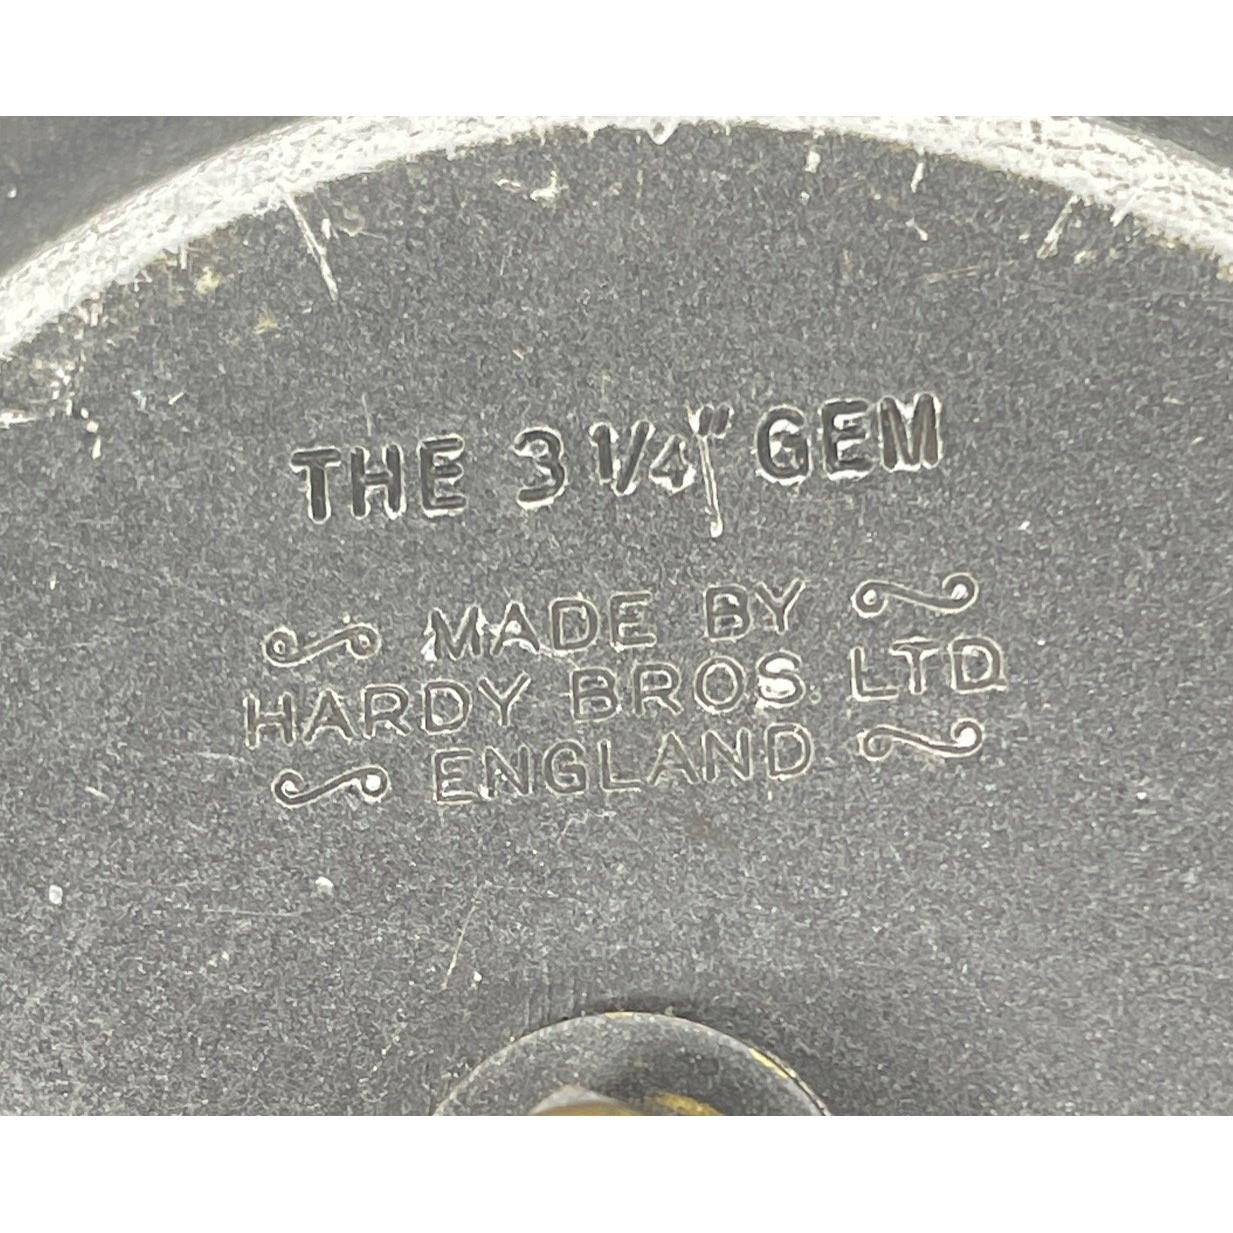 THE 3 1/4" GEM
MADE BY
HARDY BROS. LTD
ENGLAND